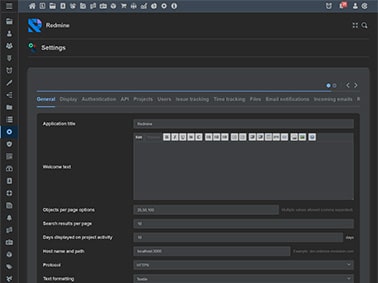 Redmine
Settings
General Display Authentication API Projects Users Issue tracking Time tracking Files Email notifications Incoming emails R
Application title Redmine
Edit
Welcome text
Objects per page options 25,50,100
Search results per page 10
Days displayed on project activity 10 days
Host name and path localhost:3000
Protocol HTTPS
Text formatting Textile